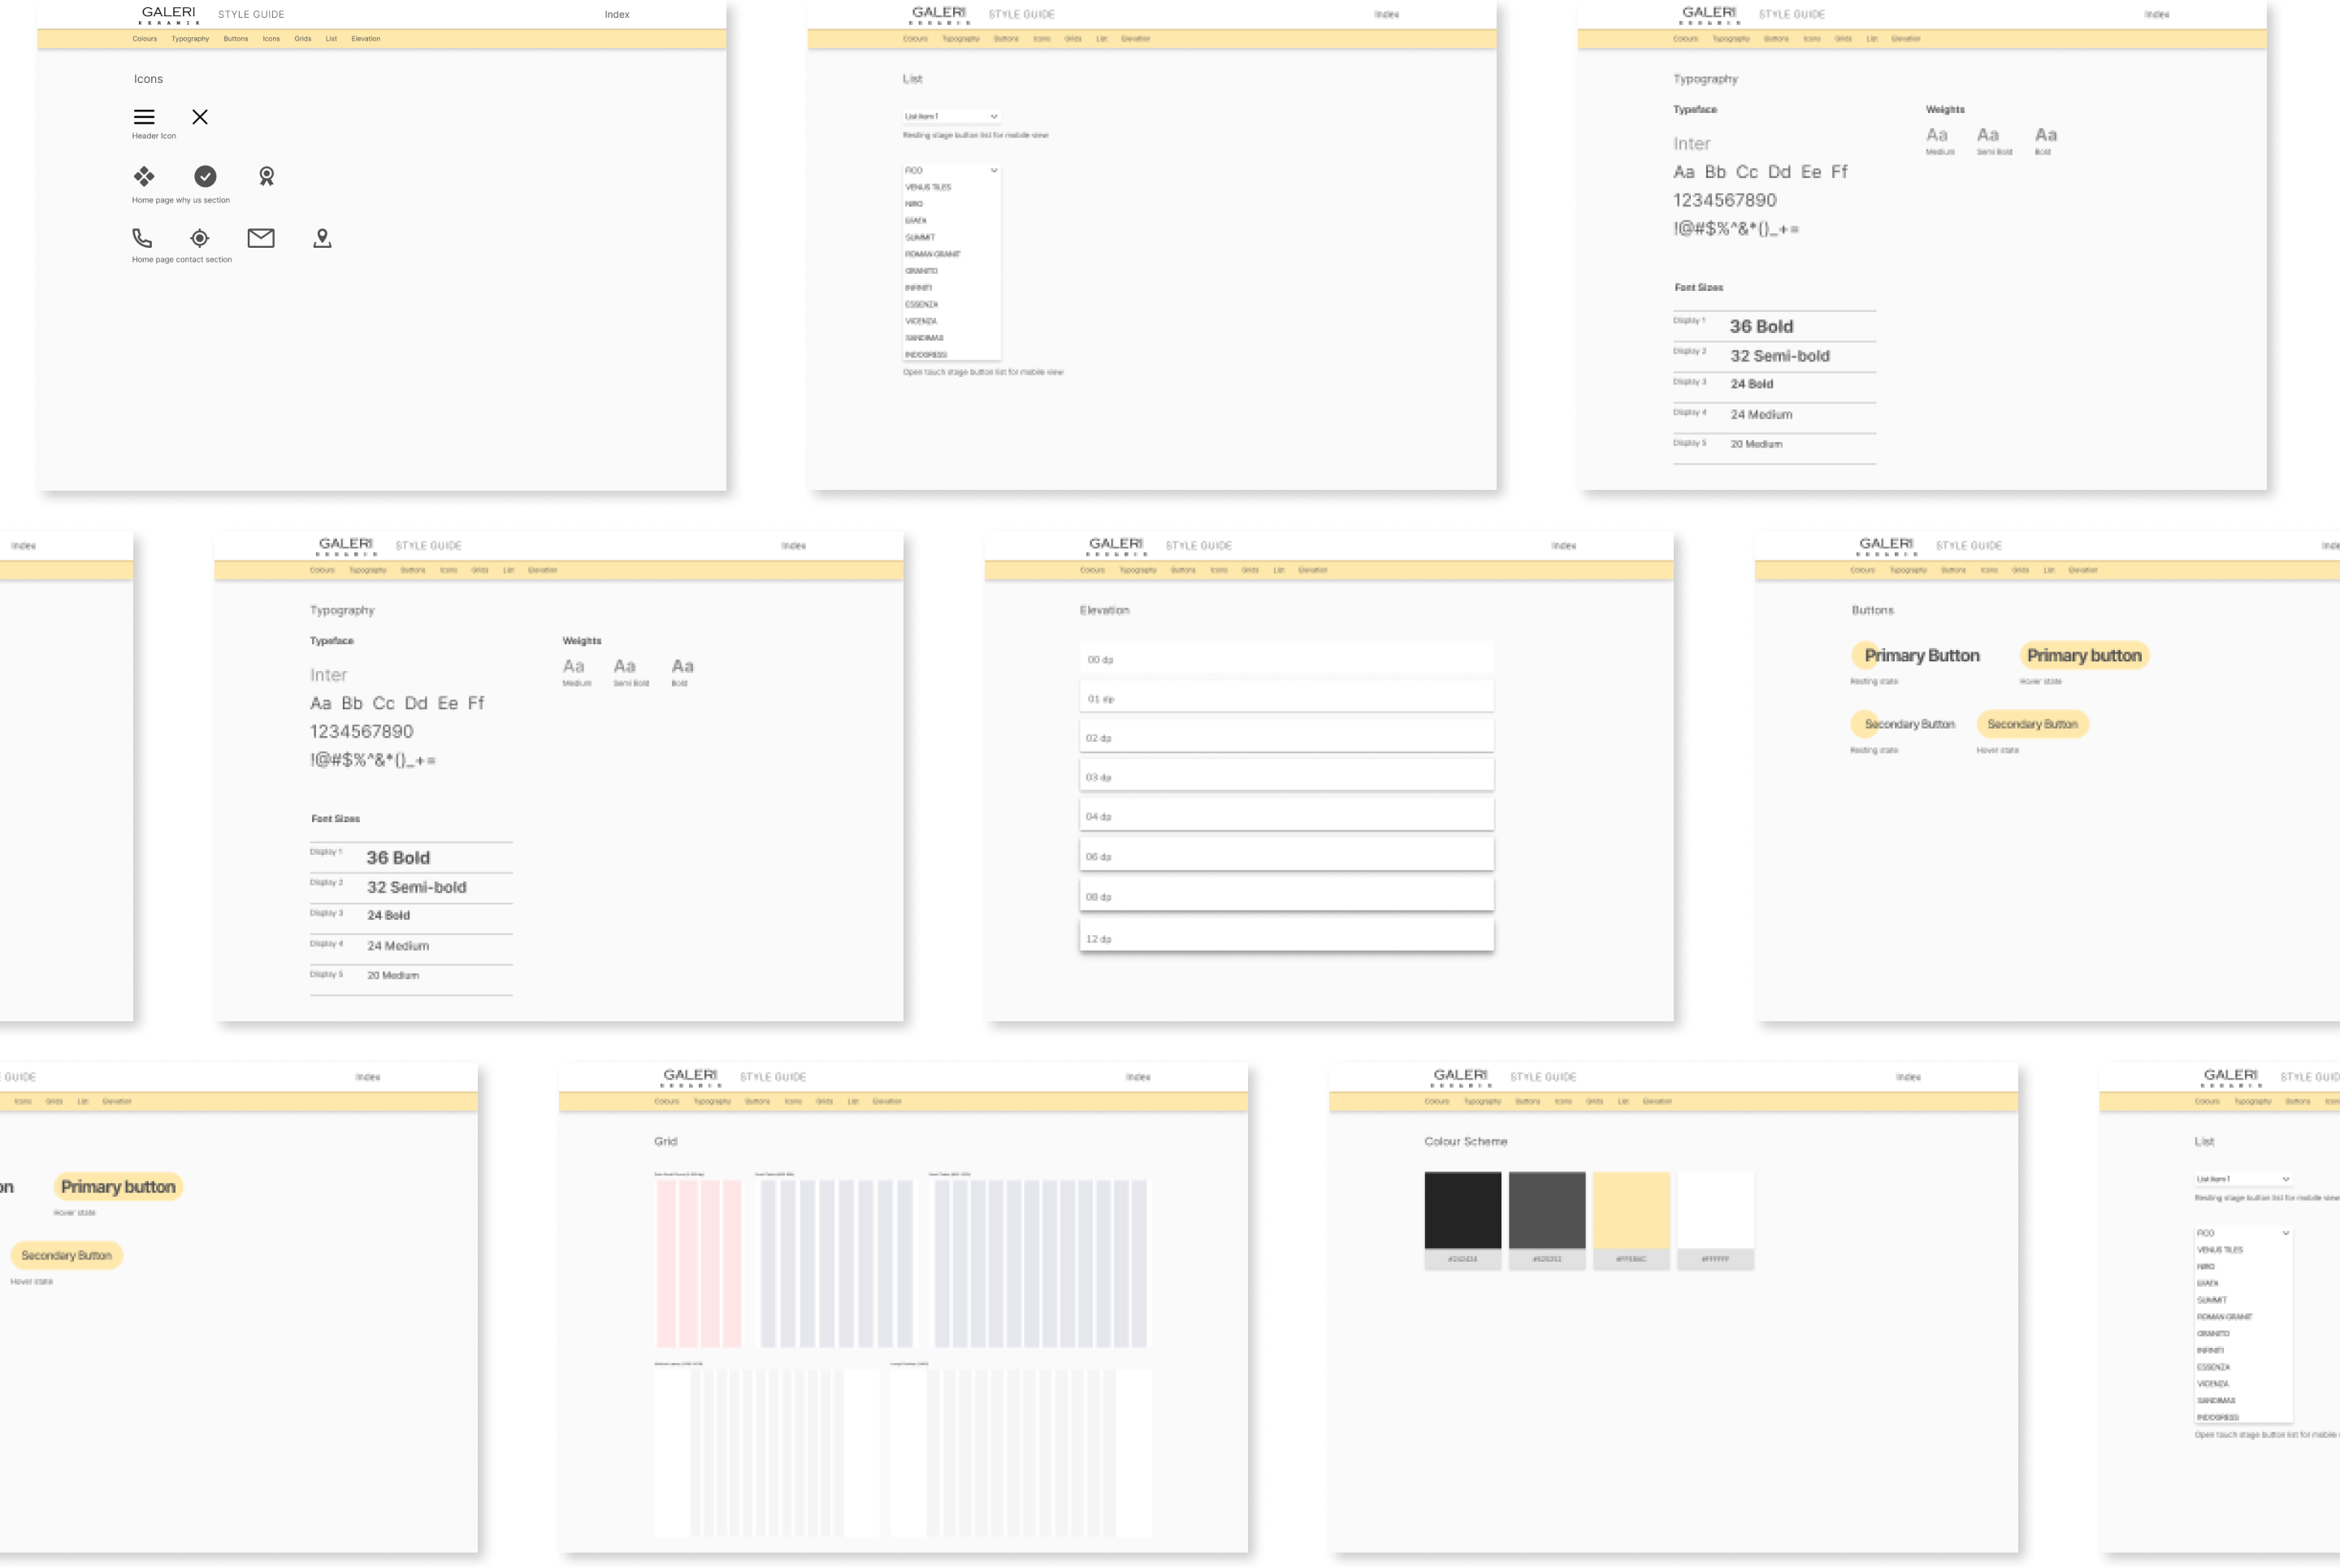 GALERI STYLE GUIDE Index
KERAMIK
Colours Typography Buttons Icons Grids List Elevation
Icons
Header Icon
Home page why us section
Home page contact section
GALERI STYLE GUIDE Index
KERAMIK
Colours Typography Buttons Icons Grids List Elevation
List
List item 1
Resting stage button list for mobile view
FICO
VENUS TILES
NIRO
SUMMIT
ROMAN GRANIT
GRANITO
INFINITI
ESSENZA
VICENZA
SANDIMAS
INDOGRESS
Open touch stage button list for mobile view
GALERI STYLE GUIDE Index
KERAMIK
Colours Typography Buttons Icons Grids List Elevation
Typography
Typeface Weights
Inter
Aa Aa Aa
Medium Semi Bold Bold
Aa Bb Cc Dd Ee Ff
1234567890
!@#$%^&*()_+=
Font Sizes
Display 1 36 Bold
Display 2 32 Semi-bold
Display 3 24 Bold
Display 4 24 Medium
Display 5 20 Medium
Index
GALERI STYLE GUIDE Index
KERAMIK
Colours Typography Buttons Icons Grids List Elevation
Typography
Typeface Weights
Inter
Aa Aa Aa
Medium Semi Bold Bold
Aa Bb Cc Dd Ee Ff
1234567890
!@#$%^&*()_+=
Font Sizes
Display 1 36 Bold
Display 2 32 Semi-bold
Display 3 24 Bold
Display 4 24 Medium
Display 5 20 Medium
GALERI STYLE GUIDE Index
KERAMIK
Colours Typography Buttons Icons Grids List Elevation
Elevation
00 dp
01 dp
02 dp
03 dp
04 dp
06 dp
08 dp
12 dp
GALERI STYLE GUIDE
KERAMIK
Colours Typography Buttons Icons Grids List Elevation
Buttons
Primary Button Primary button
Resting state Hover state
Secondary Button Secondary Button
Resting state Hover state
GUIDE Index
Icons Grids List Elevation
on Primary button
Hover state
Secondary Button
Hover state
GALERI STYLE GUIDE Index
KERAMIK
Colours Typography Buttons Icons Grids List Elevation
Grid
GALERI STYLE GUIDE Index
KERAMIK
Colours Typography Buttons Icons Grids List Elevation
Colour Scheme
#FFFFFF
GALERI STYLE GUID
KERAMIK
Colours Typography Buttons Icons
List
List item 1
Resting stage button list for mobile view
FICO
VENUS TILES
NIRO
SUMMIT
ROMAN GRANIT
GRANITO
INFINITI
ESSENZA
VICENZA
SANDIMAS
INDOGRESS
Open touch stage button list for mobile